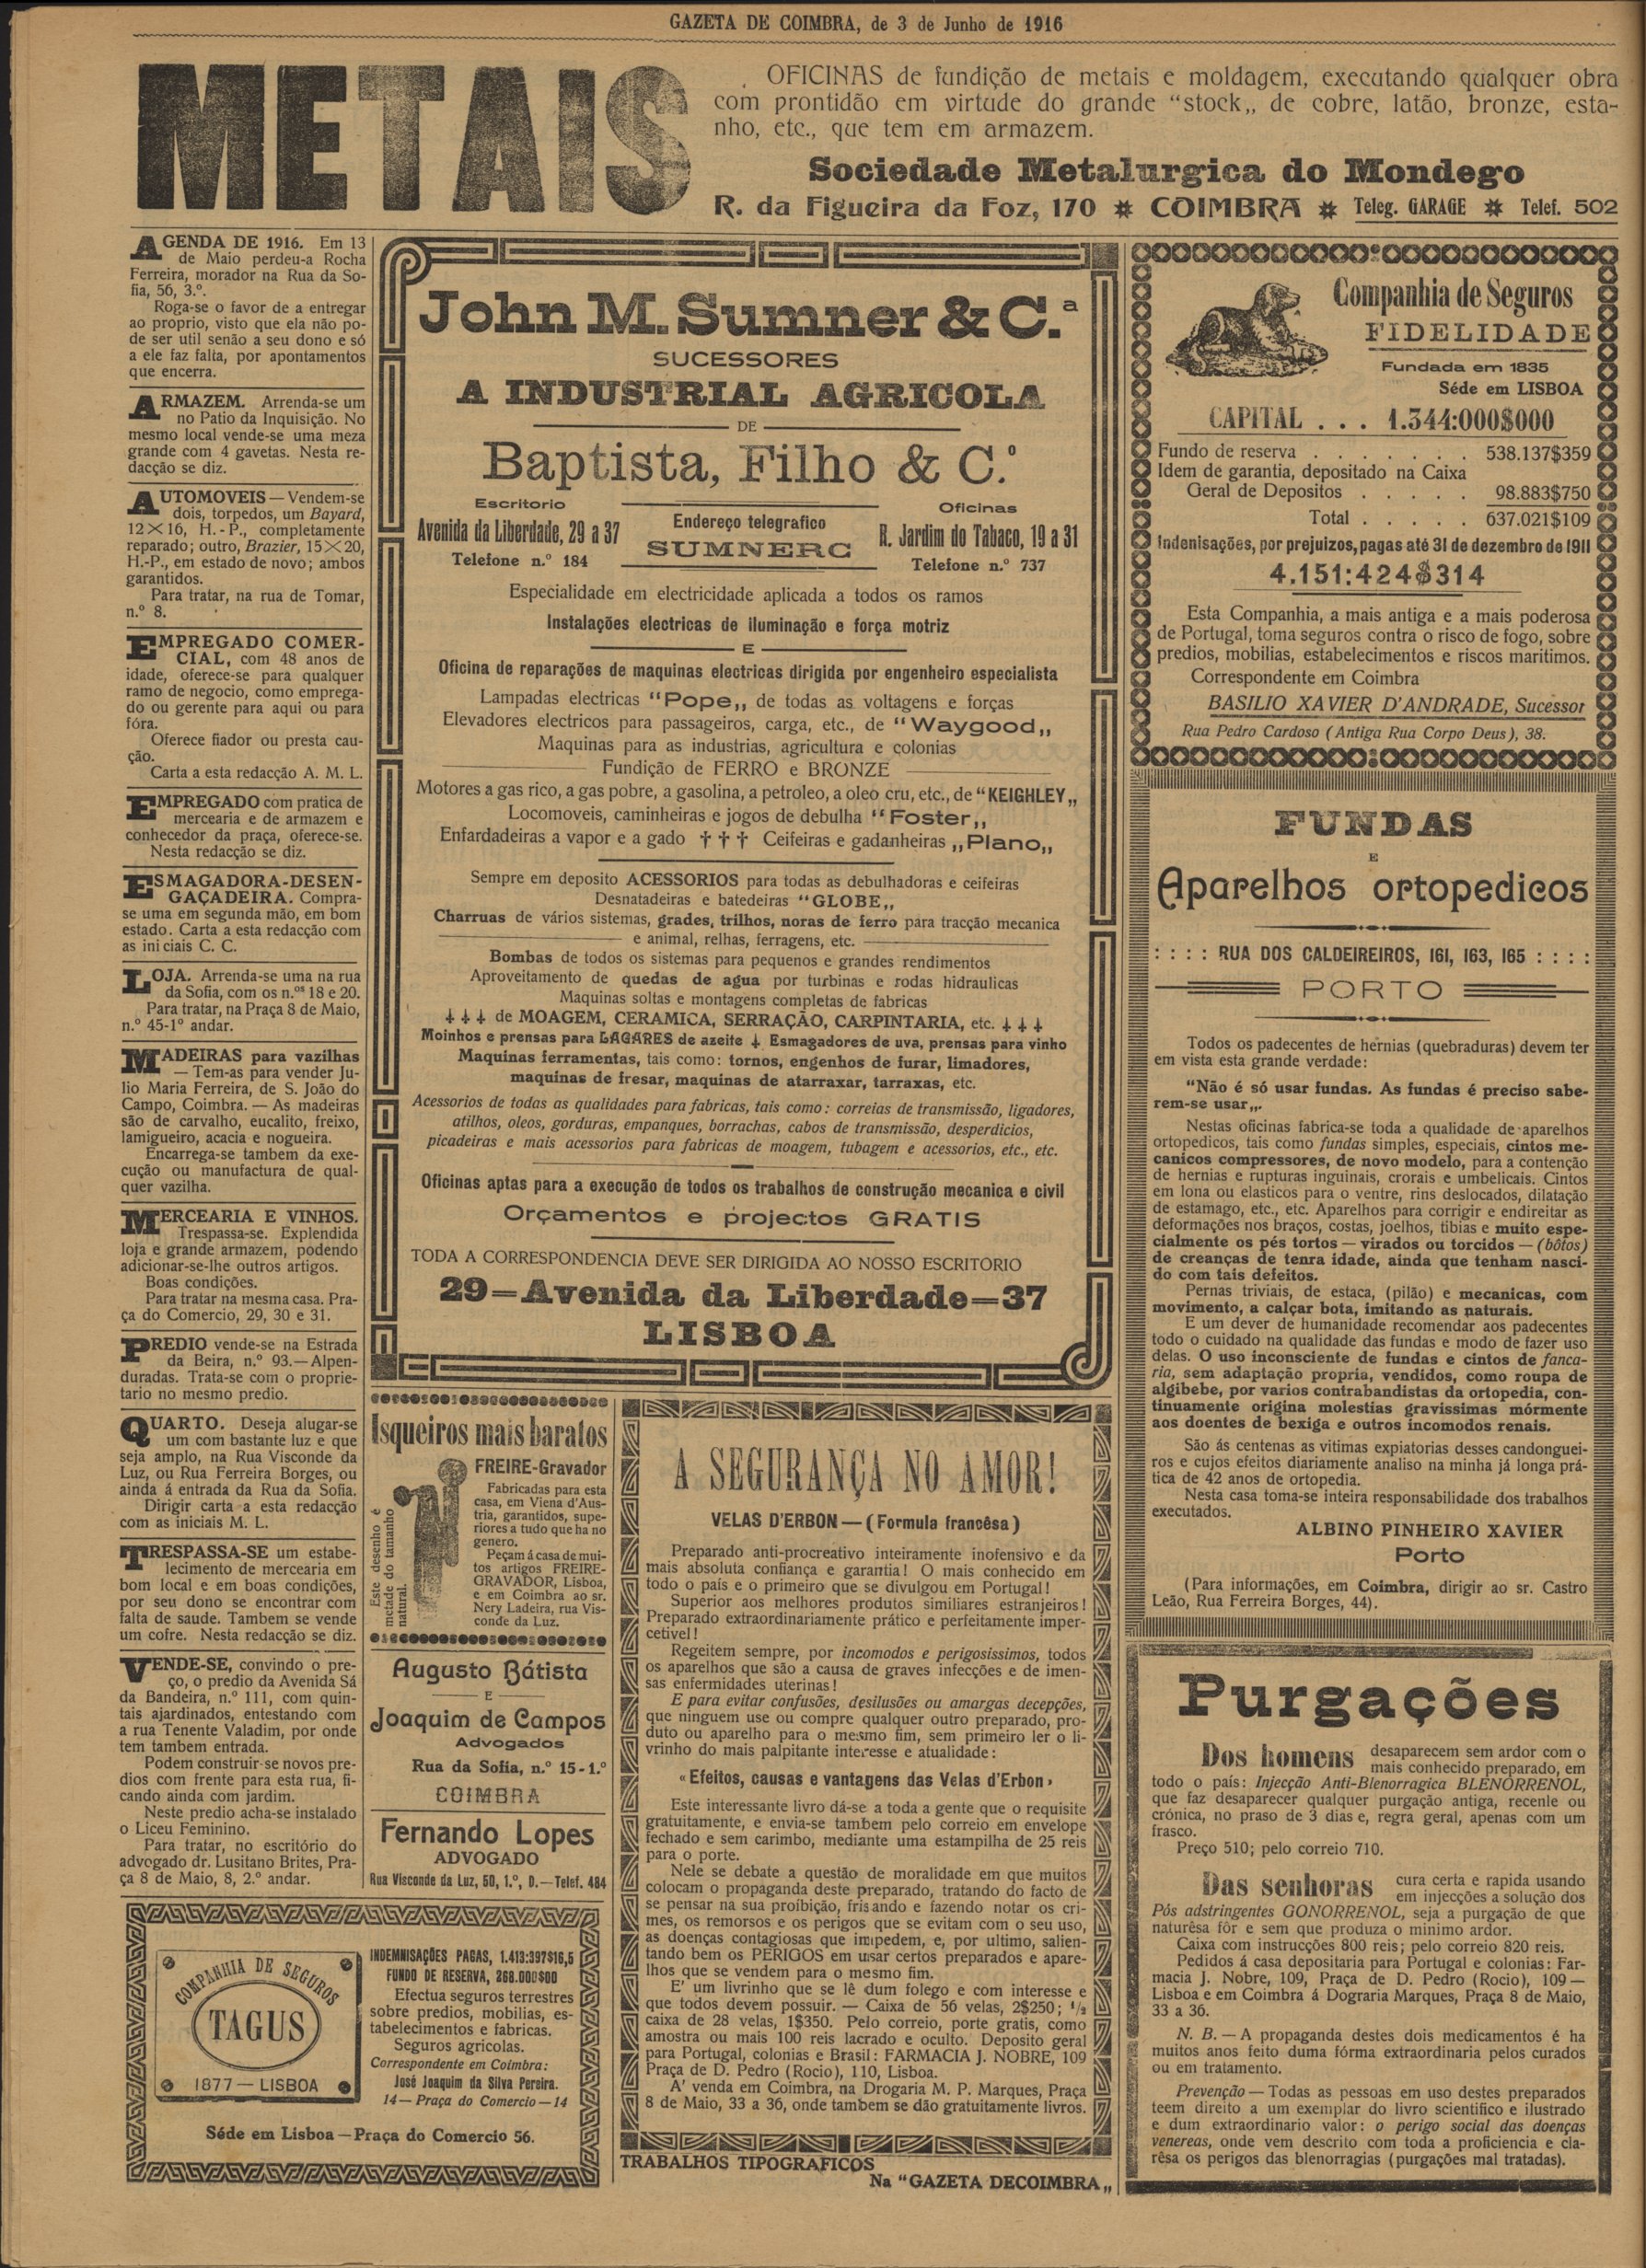 GAZETA DE COIMBRA, de 3 de Junho de 1916
METAIS
OFICINAS de fundição de metais e moldagem, executando qualquer obra
com prontidão em virtude do grande “stock„ de cobre, latão, bronze, esta-
nho, etc., que tem em armazem.
Sociedade Metalurgica do Mondego
R. da Figueira da Foz, 170 ✵ COIMBRA ✵ Teleg. GARAGE ✵ Telef. 502
AGENDA DE 1916. Em 13
de Maio perdeu-a Rocha
Ferreira, morador na Rua da So-
fia, 56, 3.º.
Roga-se o favor de a entregar
ao proprio, visto que ela não po-
de ser util senão a seu dono e só
a ele faz falta, por apontamentos
que encerra.
ARMAZEM. Arrenda-se um
no Patio da Inquisição. No
mesmo local vende-se uma meza
grande com 4 gavetas. Nesta re-
dacção se diz.
AUTOMOVEIS — Vendem-se
dois, torpedos, um Bayard,
12×16, H.-P., completamente
reparado; outro, Brazier, 15×20,
H.-P., em estado de novo; ambos
garantidos.
Para tratar, na rua de Tomar,
n.º 8.
EMPREGADO COMER-
CIAL, com 48 anos de
idade, oferece-se para qualquer
ramo de negocio, como emprega-
do ou gerente para aqui ou para
fóra.
Oferece fiador ou presta cau-
ção.
Carta a esta redacção A. M. L.
EMPREGADO com pratica de
mercearia e de armazem e
conhecedor da praça, oferece-se.
Nesta redacção se diz.
ESMAGADORA-DESEN-
GAÇADEIRA. Compra-
se uma em segunda mão, em bom
estado. Carta a esta redacção com
as iniciais C. C.
LOJA. Arrenda-se uma na rua
da Sofia, com os n.os 18 e 20.
Para tratar, na Praça 8 de Maio,
n.º 45-1º andar.
MADEIRAS para vazilhas
— Tem-as para vender Ju-
lio Maria Ferreira, de S. João do
Campo, Coimbra. — As madeiras
são de carvalho, eucalito, freixo,
lamigueiro, acacia e nogueira.
Encarrega-se tambem da exe-
cução ou manufactura de qual-
quer vazilha.
MERCEARIA E VINHOS.
Trespassa-se. Explendida
loja e grande armazem, podendo
adicionar-se-lhe outros artigos.
Boas condições.
Para tratar na mesma casa. Pra-
ça do Comercio, 29, 30 e 31.
PREDIO vende-se na Estrada
da Beira, n.º 93.—Alpen-
duradas. Trata-se com o proprie-
tario no mesmo predio.
QUARTO. Deseja alugar-se
um com bastante luz e que
seja amplo, na Rua Visconde da
Luz, ou Rua Ferreira Borges, ou
ainda á entrada da Rua da Sofia.
Dirigir carta a esta redacção
com as iniciais M. L.
TRESPASSA-SE um estabe-
lecimento de mercearia em
bom local e em boas condições,
por seu dono se encontrar com
falta de saude. Tambem se vende
um cofre. Nesta redacção se diz.
VENDE-SE, convindo o pre-
ço, o predio da Avenida Sá
da Bandeira, n.º 111, com quin-
tais ajardinados, entestando com
a rua Tenente Valadim, por onde
tem tambem entrada.
Podem construir-se novos pre-
dios com frente para esta rua, fi-
cando ainda com jardim.
Neste predio acha-se instalado
o Liceu Feminino.
Para tratar, no escritório do
advogado dr. Lusitano Brites, Pra-
ça 8 de Maio, 8, 2.º andar.
John M. Sumner & C.ª
SUCESSORES
A INDUSTRIAL AGRICOLA
DE
Baptista, Filho & C.º
Escritorio
Avenida da Liberdade, 29 a 37
Telefone n.º 184
Endereço telegrafico
SUMNERC
Oficinas
R. Jardim do Tabaco, 19 a 31
Telefone n.º 737
Especialidade em electricidade aplicada a todos os ramos
Instalações electricas de iluminação e força motriz
E
Oficina de reparações de maquinas electricas dirigida por engenheiro especialista
Lampadas electricas “Pope„ de todas as voltagens e forças
Elevadores electricos para passageiros, carga, etc., de “Waygood„
Maquinas para as industrias, agricultura e colonias
Fundição de FERRO e BRONZE
Motores a gas rico, a gas pobre, a gasolina, a petroleo, a oleo cru, etc., de “KEIGHLEY„
Locomoveis, caminheiras e jogos de debulha “Foster„
Enfardadeiras a vapor e a gado ††† Ceifeiras e gadanheiras „Plano„
Sempre em deposito ACESSORIOS para todas as debulhadoras e ceifeiras
Desnatadeiras e batedeiras “GLOBE„
Charruas de vários sistemas, grades, trilhos, noras de ferro para tracção mecanica
e animal, relhas, ferragens, etc.
Bombas de todos os sistemas para pequenos e grandes rendimentos
Aproveitamento de quedas de agua por turbinas e rodas hidraulicas
Maquinas soltas e montagens completas de fabricas
de MOAGEM, CERAMICA, SERRAÇÃO, CARPINTARIA, etc.
Moinhos e prensas para LAGARES de azeite Esmagadores de uva, prensas para vinho
Maquinas ferramentas, tais como: tornos, engenhos de furar, limadores,
maquinas de fresar, maquinas de atarraxar, tarraxas, etc.
Acessorios de todas as qualidades para fabricas, tais como: correias de transmissão, ligadores,
atilhos, oleos, gorduras, empanques, borrachas, cabos de transmissão, desperdicios,
picadeiras e mais acessorios para fabricas de moagem, tubagem e acessorios, etc., etc.
Oficinas aptas para a execução de todos os trabalhos de construção mecanica e civil
Orçamentos e projectos GRATIS
TODA A CORRESPONDENCIA DEVE SER DIRIGIDA AO NOSSO ESCRITORIO
29—Avenida da Liberdade—37
LISBOA
Isqueiros mais baratos
FREIRE-Gravador
Este desenho é
metade do tamanho
natural.
Fabricadas para esta
casa, em Viena d'Aus-
tria, garantidos, supe-
riores a tudo que ha no
genero.
Peçam á casa de mui-
tos artigos FREIRE-
GRAVADOR, Lisboa,
e em Coimbra ao sr.
Nery Ladeira, rua Vis-
conde da Luz.
Augusto Bátista
E
Joaquim de Campos
Advogados
Rua da Sofia, n.º 15-1.º
COIMBRA
Fernando Lopes
ADVOGADO
Rua Visconde da Luz, 50, 1.º, D.—Telef. 484
COMPANHIA DE SEGUROS
TAGUS
1877 — LISBOA
INDEMNISAÇÕES PAGAS, 1.413:397$16,5
FUNDO DE RESERVA, 268.000$00
Efectua seguros terrestres
sobre predios, mobilias, es-
tabelecimentos e fabricas.
Seguros agricolas.
Correspondente em Coimbra:
José Joaquim da Silva Pereira.
14—Praça do Comercio—14
Séde em Lisboa—Praça do Comercio 56.
A SEGURANÇA NO AMOR!
VELAS D'ERBON—(Formula francêsa)
Preparado anti-procreativo inteiramente inofensivo e da
mais absoluta confiança e garantia! O mais conhecido em
todo o país e o primeiro que se divulgou em Portugal!
Superior aos melhores produtos similiares estranjeiros!
Preparado extraordinariamente prático e perfeitamente imper-
cetivel!
Regeitem sempre, por incomodos e perigosissimos, todos
os aparelhos que são a causa de graves infecções e de imen-
sas enfermidades uterinas!
E para evitar confusões, desilusões ou amargas decepções,
que ninguem use ou compre qualquer outro preparado, pro-
duto ou aparelho para o mesmo fim, sem primeiro ler o li-
vrinho do mais palpitante interesse e atualidade:
«Efeitos, causas e vantagens das Velas d'Erbon»
Este interessante livro dá-se a toda a gente que o requisite
gratuitamente, e envia-se tambem pelo correio em envelope
fechado e sem carimbo, mediante uma estampilha de 25 reis
para o porte.
Nele se debate a questão de moralidade em que muitos
colocam o propaganda deste preparado, tratando do facto de
se pensar na sua proíbição, frisando e fazendo notar os cri-
mes, os remorsos e os perigos que se evitam com o seu uso,
as doenças contagiosas que impedem, e, por ultimo, salien-
tando bem os PERIGOS em usar certos preparados e apare-
lhos que se vendem para o mesmo fim.
E' um livrinho que se lê dum folego e com interesse e
que todos devem possuir. — Caixa de 56 velas, 2$250; 1/2
caixa de 28 velas, 1$350. Pelo correio, porte gratis, como
amostra ou mais 100 reis lacrado e oculto. Deposito geral
para Portugal, colonias e Brasil: FARMACIA J. NOBRE, 109
Praça de D. Pedro (Rocio), 110, Lisboa.
A' venda em Coimbra, na Drogaria M. P. Marques, Praça
8 de Maio, 33 a 36, onde tambem se dão gratuitamente livros.
TRABALHOS TIPOGRAFICOS
Na “GAZETA DECOIMBRA„
Companhia de Seguros
FIDELIDADE
Fundada em 1835
Séde em LISBOA
CAPITAL . . . 1.344:000$000
Fundo de reserva . . . . . . . 538.137$359
Idem de garantia, depositado na Caixa
Geral de Depositos . . . . . 98.883$750
Total . . . . . 637.021$109
Indenisações, por prejuizos, pagas até 31 de dezembro de 1911
4.151:424$314
Esta Companhia, a mais antiga e a mais poderosa
de Portugal, toma seguros contra o risco de fogo, sobre
predios, mobilias, estabelecimentos e riscos maritimos.
Correspondente em Coimbra
BASILIO XAVIER D'ANDRADE, Sucessor
Rua Pedro Cardoso (Antiga Rua Corpo Deus), 38.
FUNDAS
E
Aparelhos ortopedicos
: : : : RUA DOS CALDEIREIROS, 161, 163, 165 : : : :
PORTO
Todos os padecentes de hernias (quebraduras) devem ter
em vista esta grande verdade:
“Não é só usar fundas. As fundas é preciso sabe-
rem-se usar„.
Nestas oficinas fabrica-se toda a qualidade de aparelhos
ortopedicos, tais como fundas simples, especiais, cintos me-
canicos compressores, de novo modelo, para a contenção
de hernias e rupturas inguinais, crorais e umbelicais. Cintos
em lona ou elasticos para o ventre, rins deslocados, dilatação
de estamago, etc., etc. Aparelhos para corrigir e endireitar as
deformações nos braços, costas, joelhos, tibias e muito espe-
cialmente os pés tortos — virados ou torcidos — (bôtos)
de creanças de tenra idade, ainda que tenham nasci-
do com tais defeitos.
Pernas triviais, de estaca, (pilão) e mecanicas, com
movimento, a calçar bota, imitando as naturais.
E um dever de humanidade recomendar aos padecentes
todo o cuidado na qualidade das fundas e modo de fazer uso
delas. O uso inconsciente de fundas e cintos de fanca-
ria, sem adaptação propria, vendidos, como roupa de
algibebe, por varios contrabandistas da ortopedia, con-
tinuamente origina molestias gravissimas mórmente
aos doentes de bexiga e outros incomodos renais.
São ás centenas as vitimas expiatorias desses candonguei-
ros e cujos efeitos diariamente analiso na minha já longa prá-
tica de 42 anos de ortopedia.
Nesta casa toma-se inteira responsabilidade dos trabalhos
executados.
ALBINO PINHEIRO XAVIER
Porto
(Para informações, em Coimbra, dirigir ao sr. Castro
Leão, Rua Ferreira Borges, 44).
Purgações
Dos homens desaparecem sem ardor com o
mais conhecido preparado, em
todo o país: Injecção Anti-Blenorragica BLENORRENOL,
que faz desaparecer qualquer purgação antiga, recente ou
crónica, no praso de 3 dias e, regra geral, apenas com um
frasco.
Preço 510; pelo correio 710.
Das senhoras cura certa e rapida usando
em injecções a solução dos
Pós adstringentes GONORRENOL, seja a purgação de que
naturêsa fôr e sem que produza o minimo ardor.
Caixa com instrucções 800 reis; pelo correio 820 reis.
Pedidos á casa depositaria para Portugal e colonias: Far-
macia J. Nobre, 109, Praça de D. Pedro (Rocio), 109 —
Lisboa e em Coimbra á Dograria Marques, Praça 8 de Maio,
33 a 36.
N. B. — A propaganda destes dois medicamentos é ha
muitos anos feito duma fórma extraordinaria pelos curados
ou em tratamento.
Prevenção — Todas as pessoas em uso destes preparados
teem direito a um exemplar do livro scientifico e ilustrado
e dum extraordinario valor: o perigo social das doenças
venereas, onde vem descrito com toda a proficiencia e cla-
rêsa os perigos das blenorragias (purgações mal tratadas).